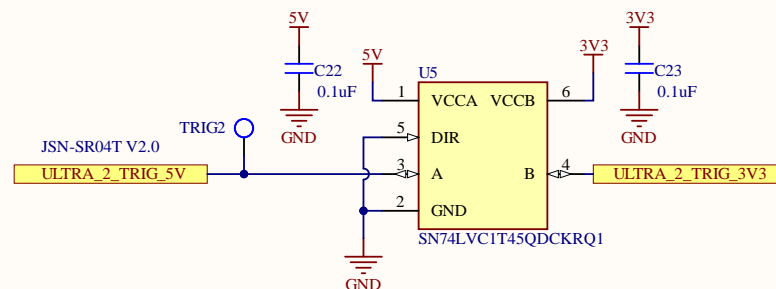 5V
3V3
C22
0.1uF
GND
5V
U5
3V3
C23
0.1uF
GND
1
VCCA
VCCB
6
TRIG2
5
DIR
JSN-SR04T V2.0
ULTRA_2_TRIG_5V
3
A
B
4
ULTRA_2_TRIG_3V3
2
GND
SN74LVC1T45QDCKRQ1
GND